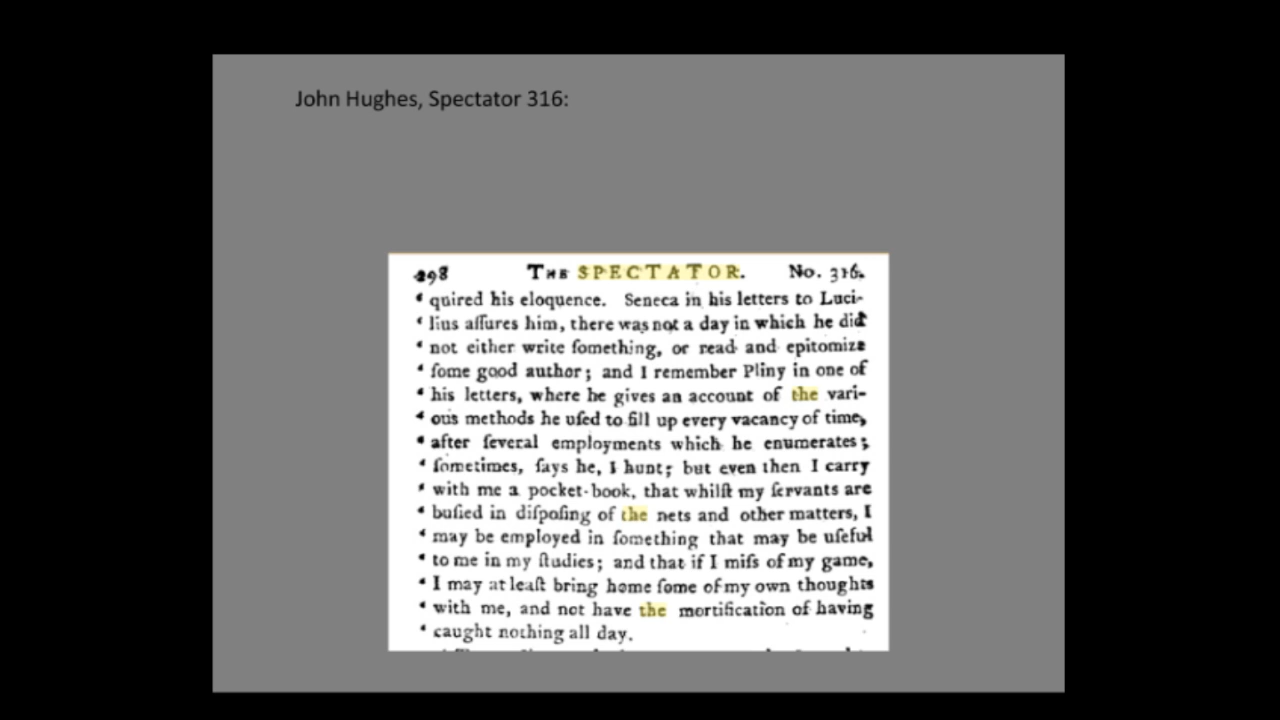 John Hughes, Spectator 316:
298 THE SPECTATOR. No. 316.
‘ quired his eloquence. Seneca in his letters to Luci-
‘ lius aſſures him, there was not a day in which he did
‘ not either write ſomething, or read and epitomize
‘ ſome good author; and I remember Pliny in one of
‘ his letters, where he gives an account of the vari-
‘ ous methods he uſed to fill up every vacancy of time,
‘ after ſeveral employments which he enumerates;
‘ ſometimes, ſays he, I hunt; but even then I carry
‘ with me a pocket-book, that whilſt my ſervants are
‘ buſied in diſpoſing of the nets and other matters, I
‘ may be employed in ſomething that may be uſeful
‘ to me in my ſtudies; and that if I miſs of my game,
‘ I may at leaſt bring home ſome of my own thoughts
‘ with me, and not have the mortification of having
‘ caught nothing all day.